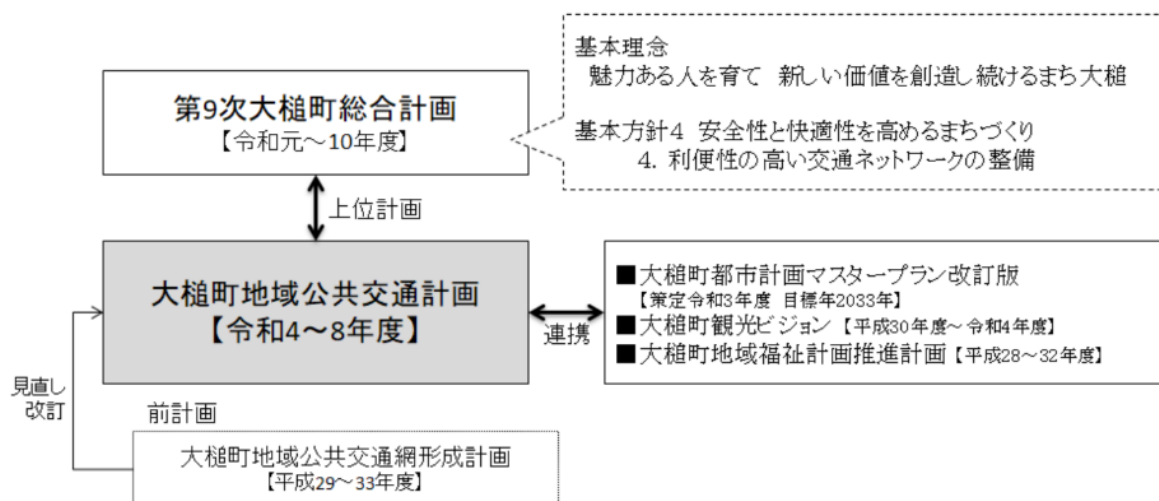 基本理念
魅力ある人を育て 新しい価値を創造し続けるまち大槌
基本方針4 安全性と快適性を高めるまちづくり
4. 利便性の高い交通ネットワークの整備
第9次大槌町総合計画
【令和元～10年度】
上位計画
大槌町地域公共交通計画
【令和4～8年度】
連携
■大槌町都市計画マスタープラン改訂版
【策定令和3年度 目標年2033年】
■大槌町観光ビジョン【平成30年度～令和4年度】
■大槌町地域福祉計画推進計画【平成28～32年度】
見直し
改訂
前計画
大槌町地域公共交通網形成計画
【平成29～33年度】